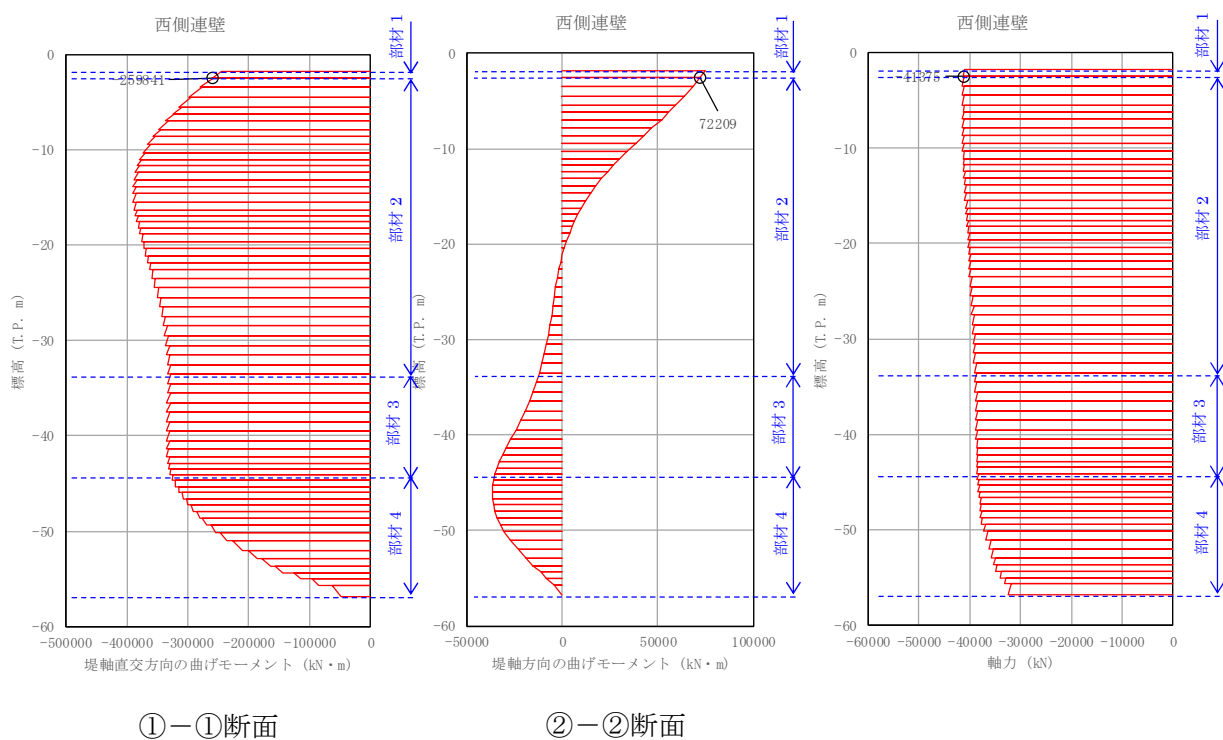 西側連壁
西側連壁
西側連壁
部材 1
部材 1
部材 1
0
-10
-20
-30
-40
-50
-60
標高 (T.P. m)
259841
部材 2
部材 3
部材 4
-500000 -400000 -300000 -200000 -100000 0
堤軸直交方向の曲げモーメント (kN・m)
0
-10
-20
-30
-40
-50
-60
標高 (T.P. m)
72209
部材 2
部材 3
部材 4
-50000 0 50000 100000
堤軸方向の曲げモーメント (kN・m)
0
-10
-20
-30
-40
-50
-60
標高 (T.P. m)
41375
部材 2
部材 3
部材 4
-60000 -50000 -40000 -30000 -20000 -10000 0
軸力 (kN)
①－①断面
②－②断面